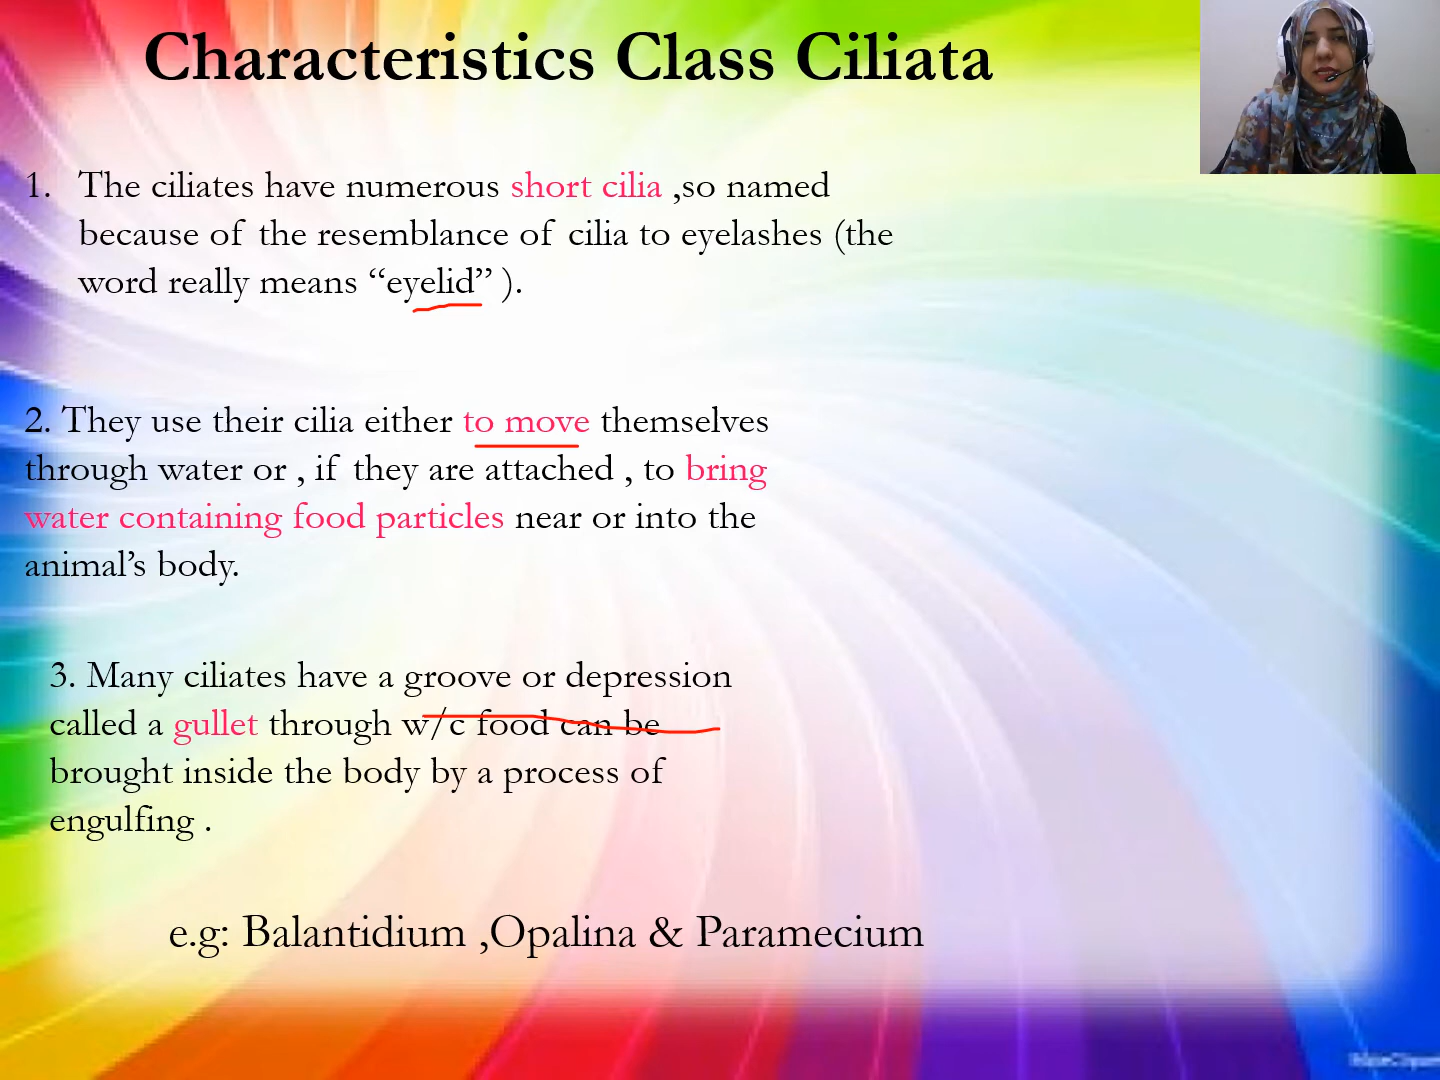 Characteristics Class Ciliata
1. The ciliates have numerous short cilia ,so named
because of the resemblance of cilia to eyelashes (the
word really means “eyelid” ).
2. They use their cilia either to move themselves
through water or , if they are attached , to bring
water containing food particles near or into the
animal’s body.
3. Many ciliates have a groove or depression
called a gullet through w/c food can be
brought inside the body by a process of
engulfing .
e.g: Balantidium ,Opalina & Paramecium